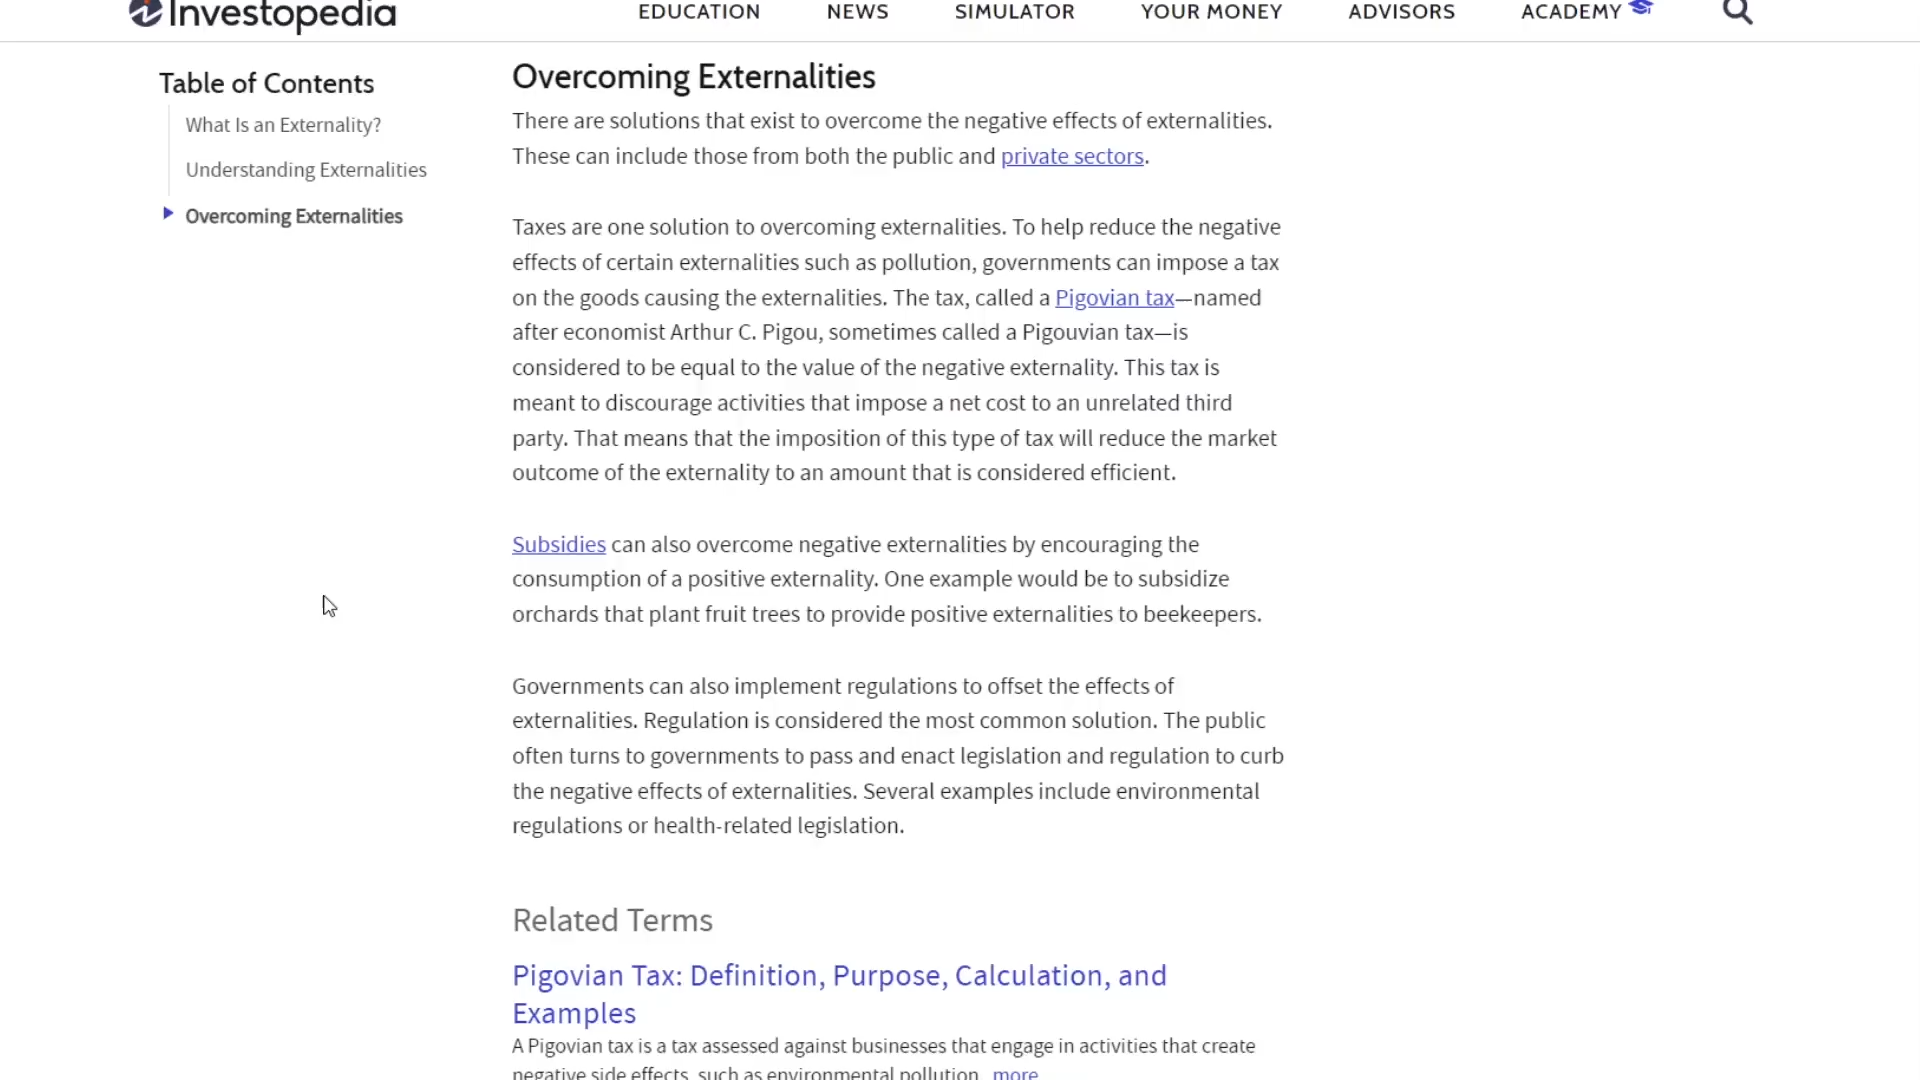 Investopedia
EDUCATION
NEWS
SIMULATOR
YOUR MONEY
ADVISORS
ACADEMY
Table of Contents
What Is an Externality?
Understanding Externalities
Overcoming Externalities
Overcoming Externalities
There are solutions that exist to overcome the negative effects of externalities.
These can include those from both the public and private sectors.
Taxes are one solution to overcoming externalities. To help reduce the negative
effects of certain externalities such as pollution, governments can impose a tax
on the goods causing the externalities. The tax, called a Pigovian tax—named
after economist Arthur C. Pigou, sometimes called a Pigouvian tax—is
considered to be equal to the value of the negative externality. This tax is
meant to discourage activities that impose a net cost to an unrelated third
party. That means that the imposition of this type of tax will reduce the market
outcome of the externality to an amount that is considered efficient.
Subsidies can also overcome negative externalities by encouraging the
consumption of a positive externality. One example would be to subsidize
orchards that plant fruit trees to provide positive externalities to beekeepers.
Governments can also implement regulations to offset the effects of
externalities. Regulation is considered the most common solution. The public
often turns to governments to pass and enact legislation and regulation to curb
the negative effects of externalities. Several examples include environmental
regulations or health-related legislation.
Related Terms
Pigovian Tax: Definition, Purpose, Calculation, and
Examples
A Pigovian tax is a tax assessed against businesses that engage in activities that create
negative side effects, such as environmental pollution. more